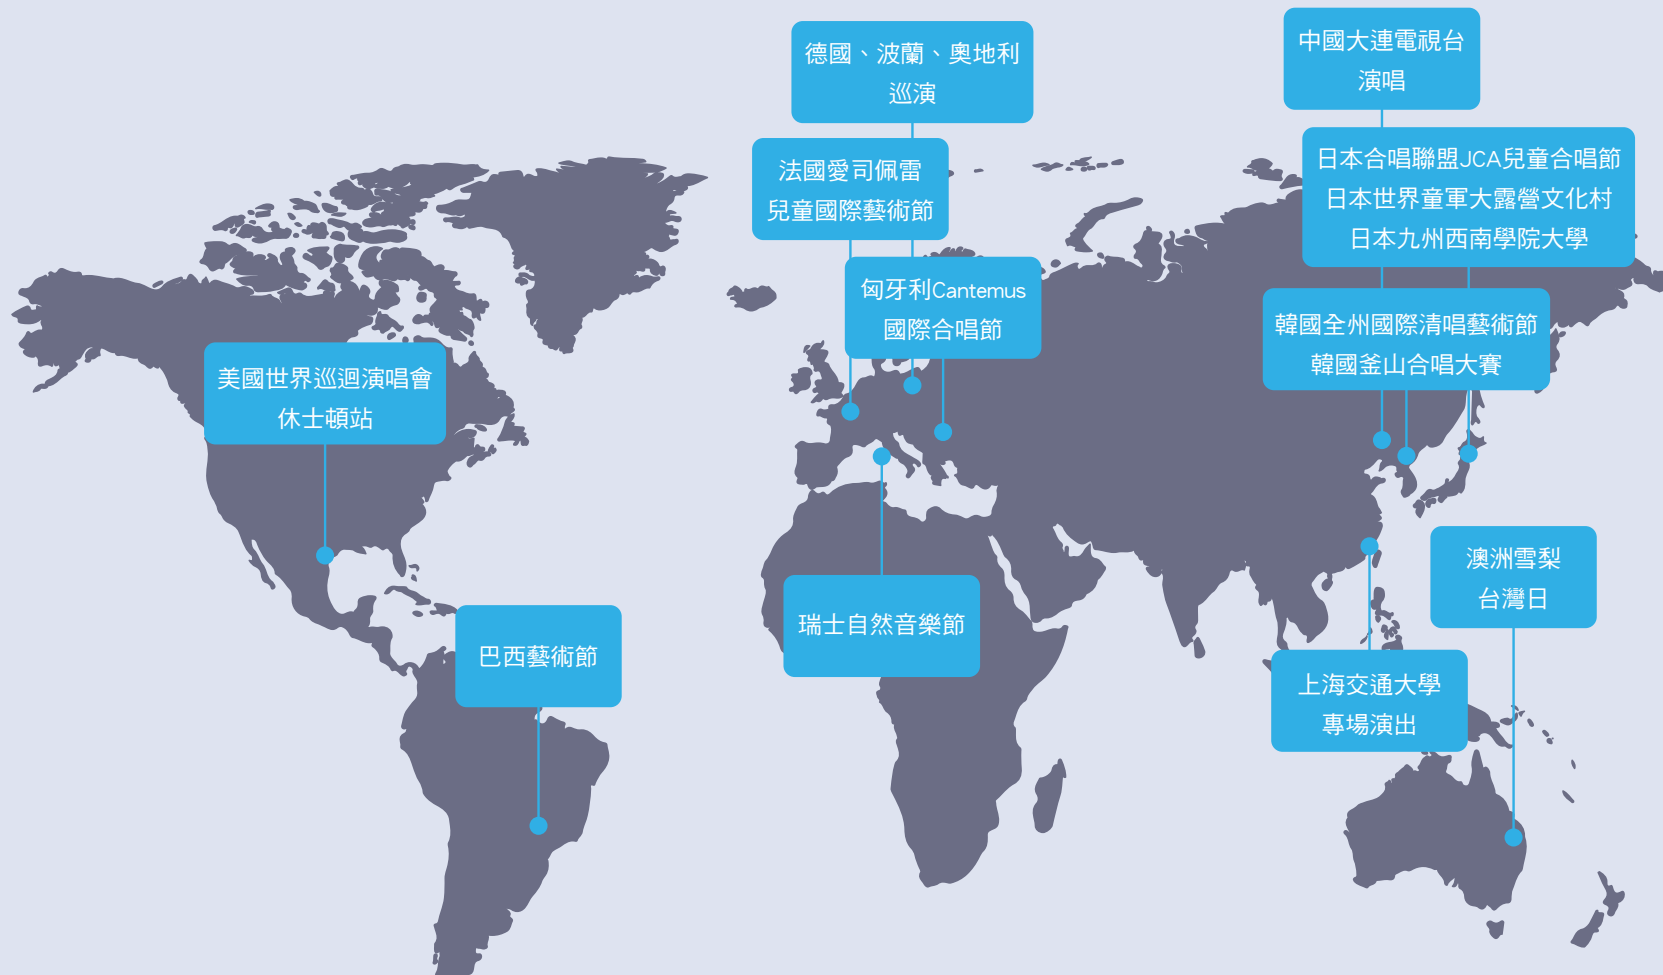 德國、波蘭、奧地利
巡演
中國大連電視台
演唱
法國愛司佩雷
兒童國際藝術節
日本合唱聯盟JCA兒童合唱節
日本世界童軍大露營文化村
日本九州西南學院大學
匈牙利Cantemus
國際合唱節
韓國全州國際清唱藝術節
韓國釜山合唱大賽
美國世界巡迴演唱會
休士頓站
澳洲雪梨
台灣日
瑞士自然音樂節
巴西藝術節
上海交通大學
專場演出